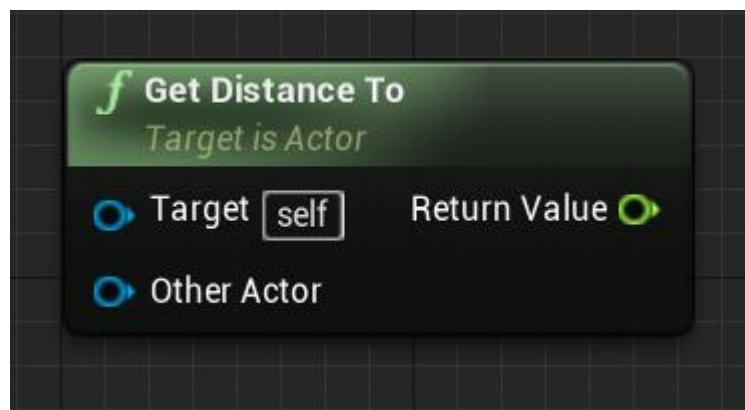 f Get Distance To
Target is Actor
Target self Return Value
Other Actor